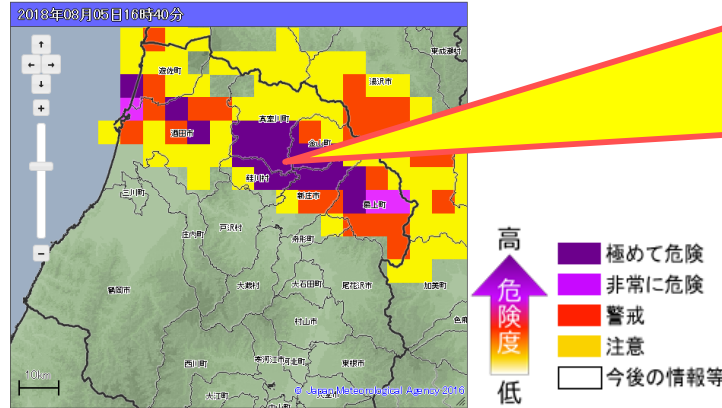 2018年08月05日16時40分
東成瀬村
遊佐町
湯沢市
真室川町
酒田市
金山町
鮭川村
三川町
新庄市
最上町
戸沢村
庄内町
舟形町
大蔵村
大石田町
尾花沢市
加美町
鶴岡市
村山市
色麻
西川町
寒河江市
河北町
東根市
大江町
10km
© Japan Meteorological Agency 2016
高
危険度
低
極めて危険
非常に危険
警戒
注意
今後の情報等